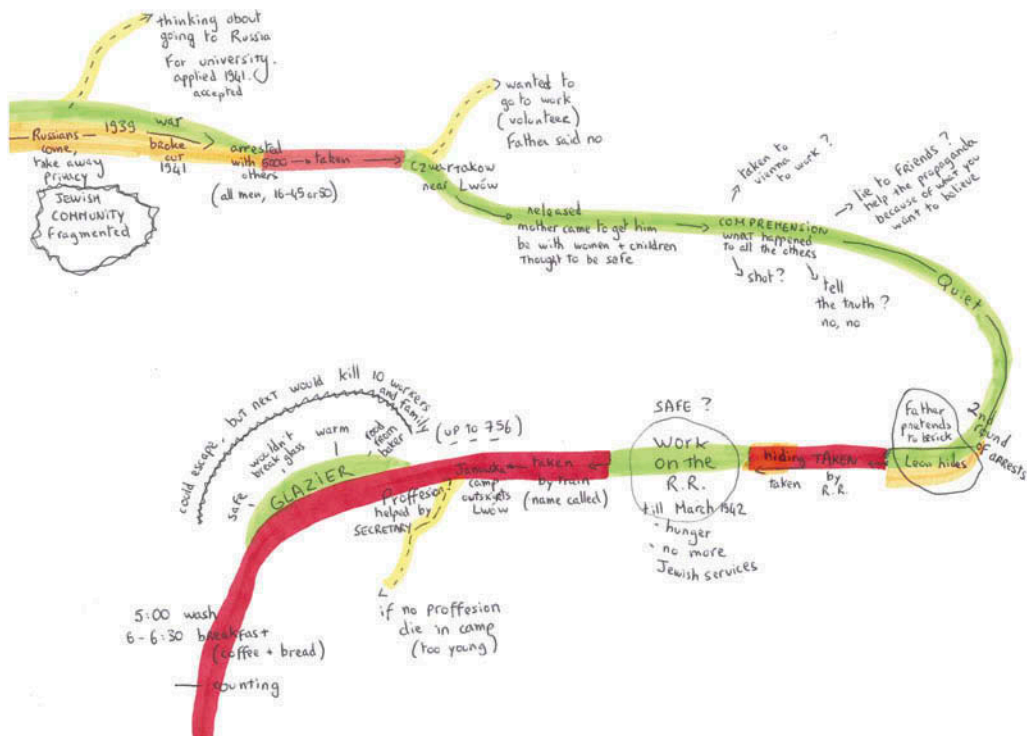 thinking about
going to Russia
For university.
applied 1941.
accepted
Russians
come,
take away
privacy
1939
war
broke
out
1941
JEWISH
COMMUNITY
fragmented
arrested
with 5000
others
(all men, 16-45 or 50)
taken
Czwartakow
near Lwów
wanted to
go to work
(volunteer)
Father said no
released
mother came to get him
be with women + children
Thought to be safe
COMPREHENSION
WHAT happened
to all the others
taken to
vienna
to work?
lie to Friends?
help the propaganda
because of what you
want to believe
shot?
tell
the truth?
no, no
Quiet
2nd
round
of
arrests
Father
pretends
to be sick
Leon hides
TAKEN
by
R.R.
hiding
taken
SAFE?
WORK
on the
R.R.
till March 1942
- hunger
- no more
Jewish services
taken
by train
(name called)
(up to 756)
Janowska
camp
outskirts
Lwów
Proffesion?
helped by
SECRETARY
if no proffesion
die in camp
(too young)
could escape, but next would kill 10 workers
and family
GLAZIER
safe
wouldn't
break glass
warm
food
from
baker
5:00 wash
6-6:30 breakfast
(coffee + bread)
counting